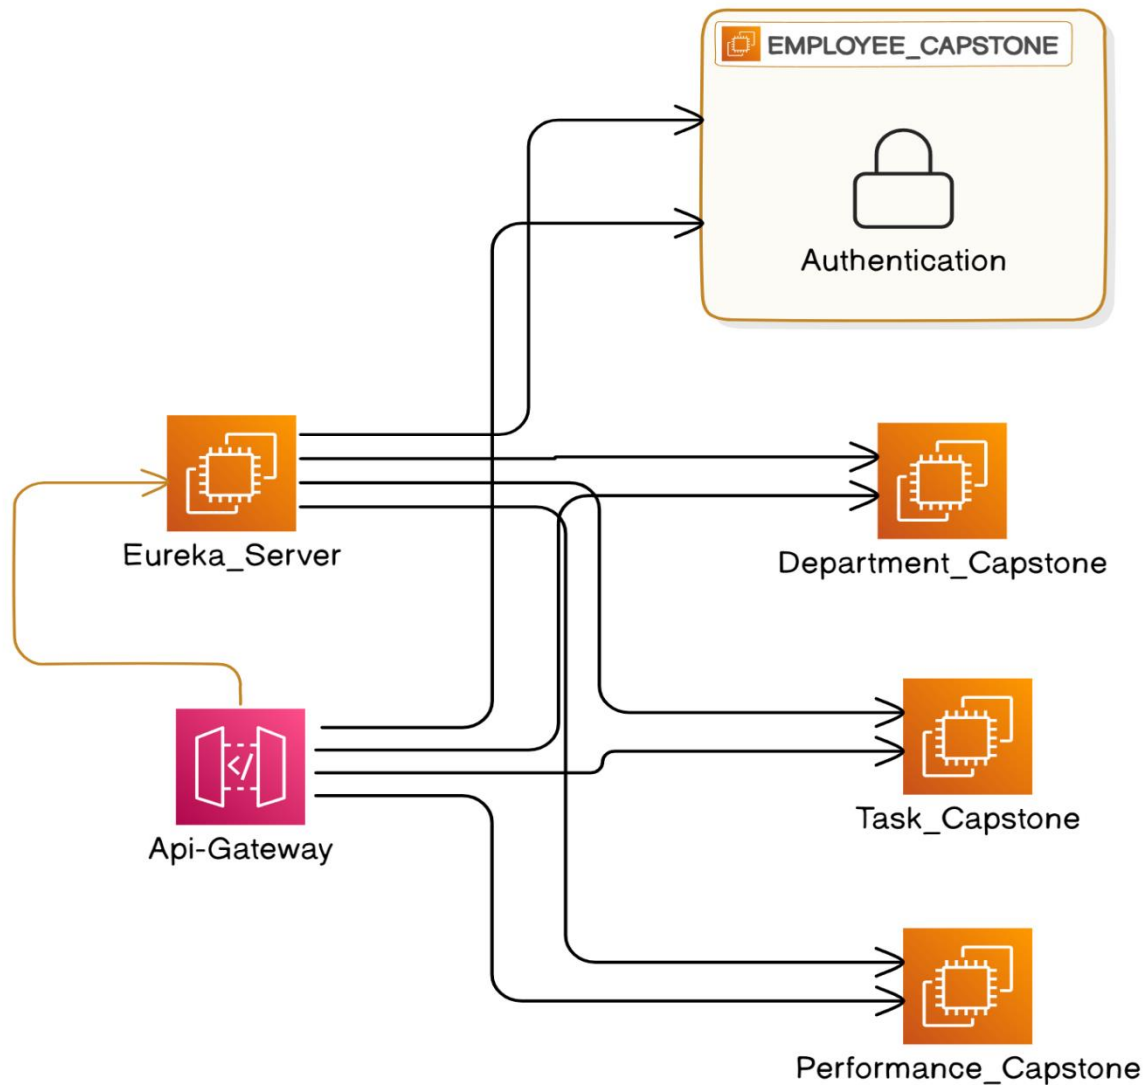 EMPLOYEE_CAPSTONE
Authentication
Eureka_Server
Department_Capstone
Api-Gateway
Task_Capstone
Performance_Capstone